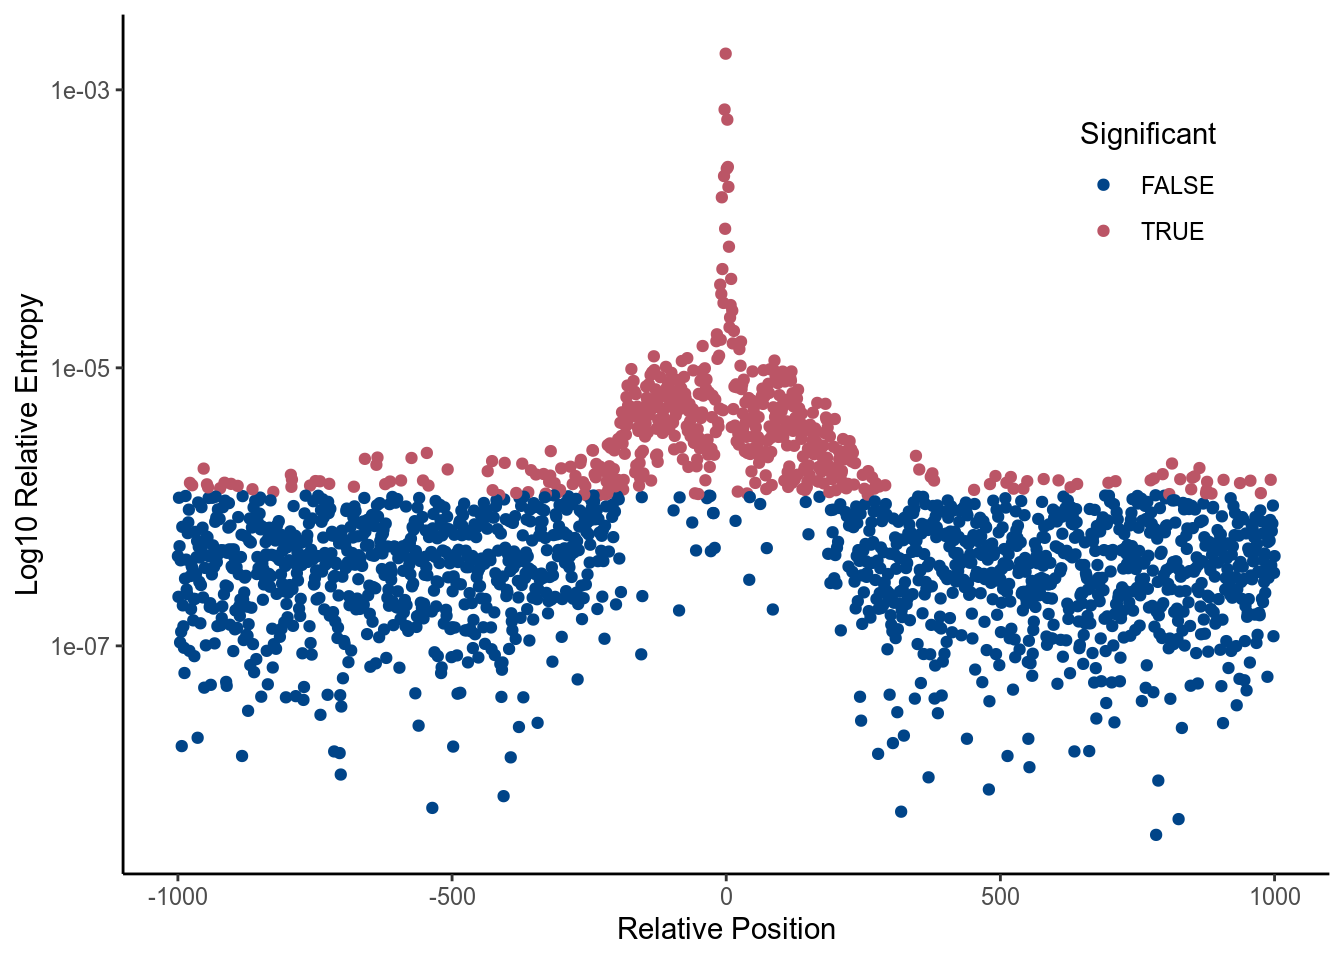 Log10 Relative Entropy
1e-03
1e-05
1e-07
Significant
FALSE
TRUE
-1000
-500
0
500
1000
Relative Position